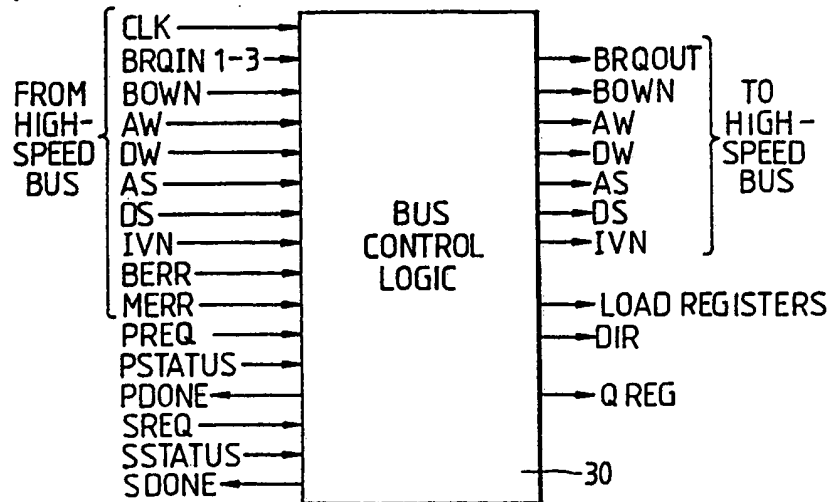 FROM
HIGH-
SPEED
BUS
CLK
BRQIN 1-3
BOWN
AW
DW
AS
DS
IVN
BERR
MERR
PREQ
PSTATUS
PDONE
SREQ
SSTATUS
SDONE
BUS
CONTROL
LOGIC
30
BRQOUT
BOWN
AW
DW
AS
DS
IVN
TO
HIGH-
SPEED
BUS
LOAD REGISTERS
DIR
Q REG